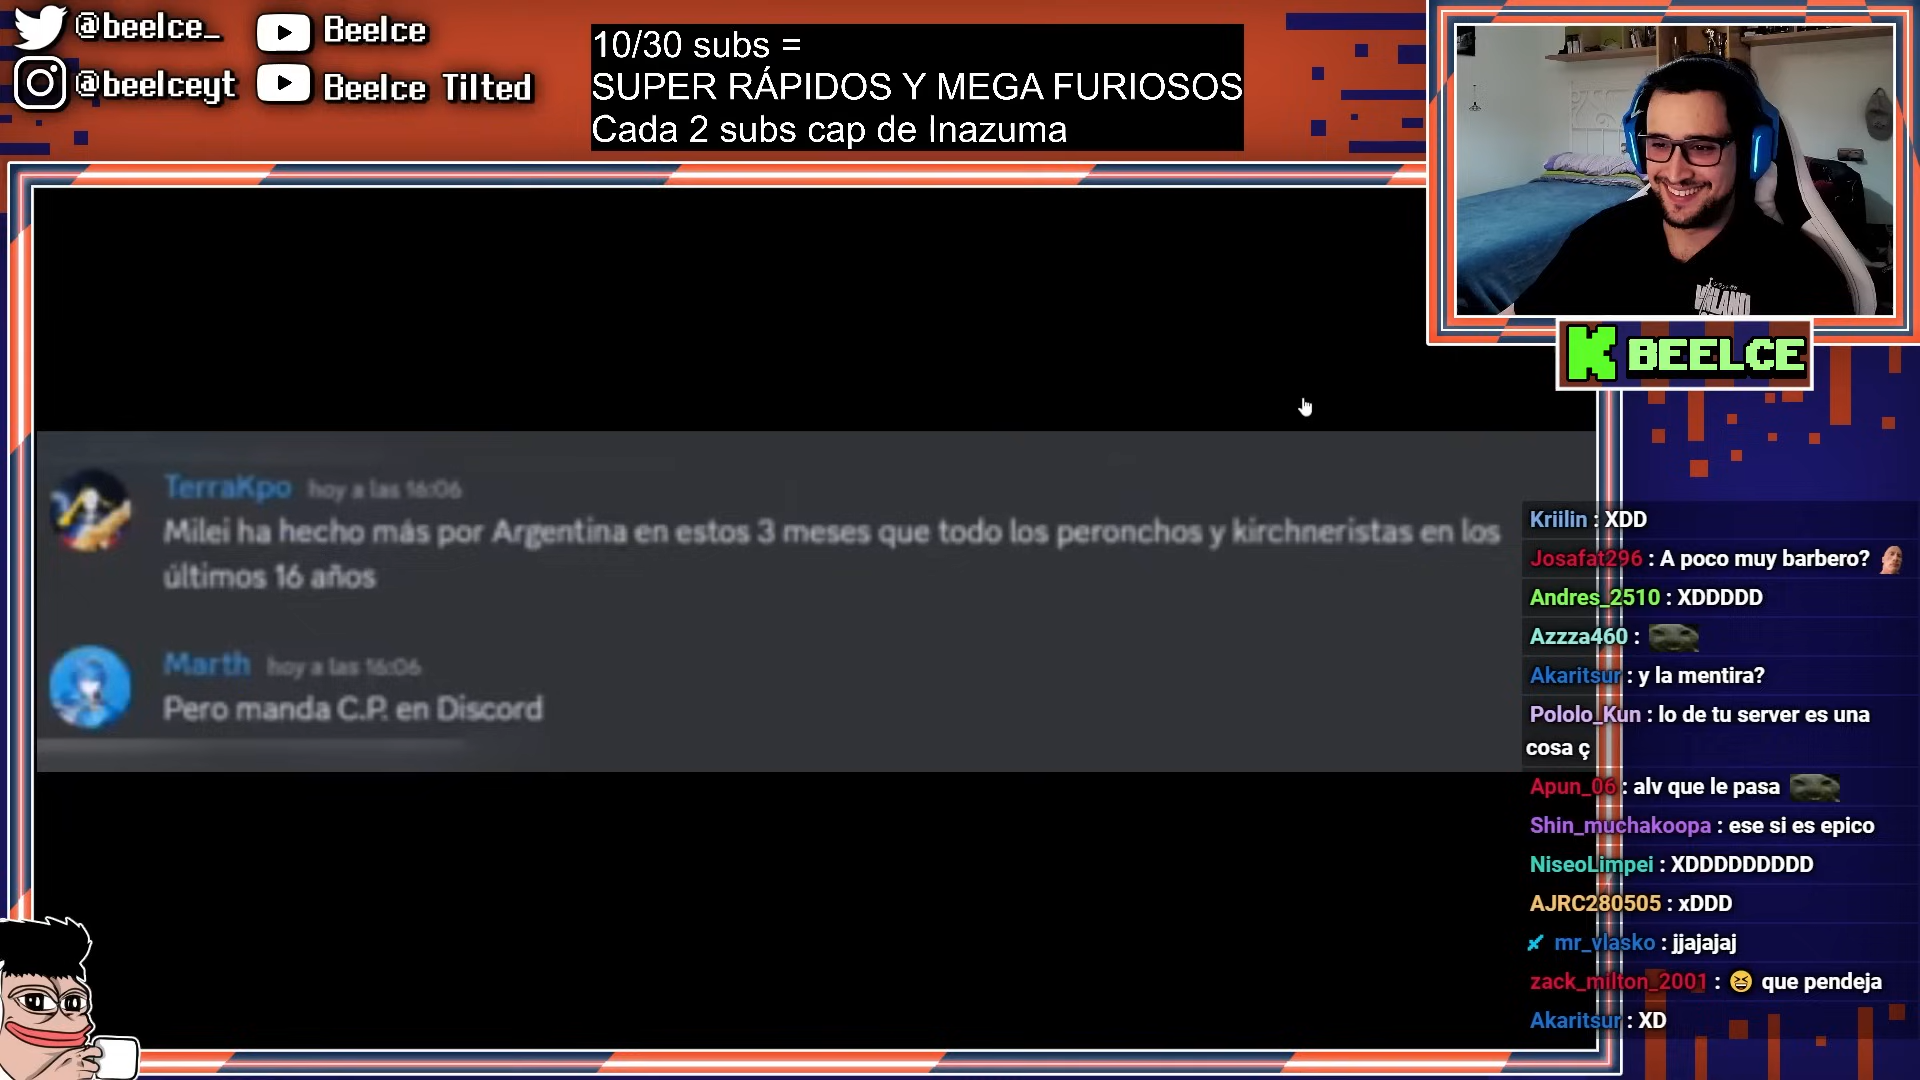 @beelce_
Beelce
@beelceyt
Beelce Tilted
10/30 subs =
SUPER RÁPIDOS Y MEGA FURIOSOS
Cada 2 subs cap de Inazuma
K BEELCE
TerraKpo hoy a las 16:06
Milei ha hecho más por Argentina en estos 3 meses que todo los peronchos y kirchneristas en los
últimos 16 años
Marth hoy a las 16:06
Pero manda C.P. en Discord
Kriilin : XDD
Josafat296 : A poco muy barbero?
Andres_2510 : XDDDDD
Azzza460 :
Akaritsur : y la mentira?
Pololo_Kun : lo de tu server es una
cosa ç
Apun_06 : alv que le pasa
Shin_muchakoopa : ese si es epico
NiseoLimpei : XDDDDDDDDD
AJRC280505 : xDDD
mr_vlasko : jjajajaj
zack_milton_2001 : 😆 que pendeja
Akaritsur : XD